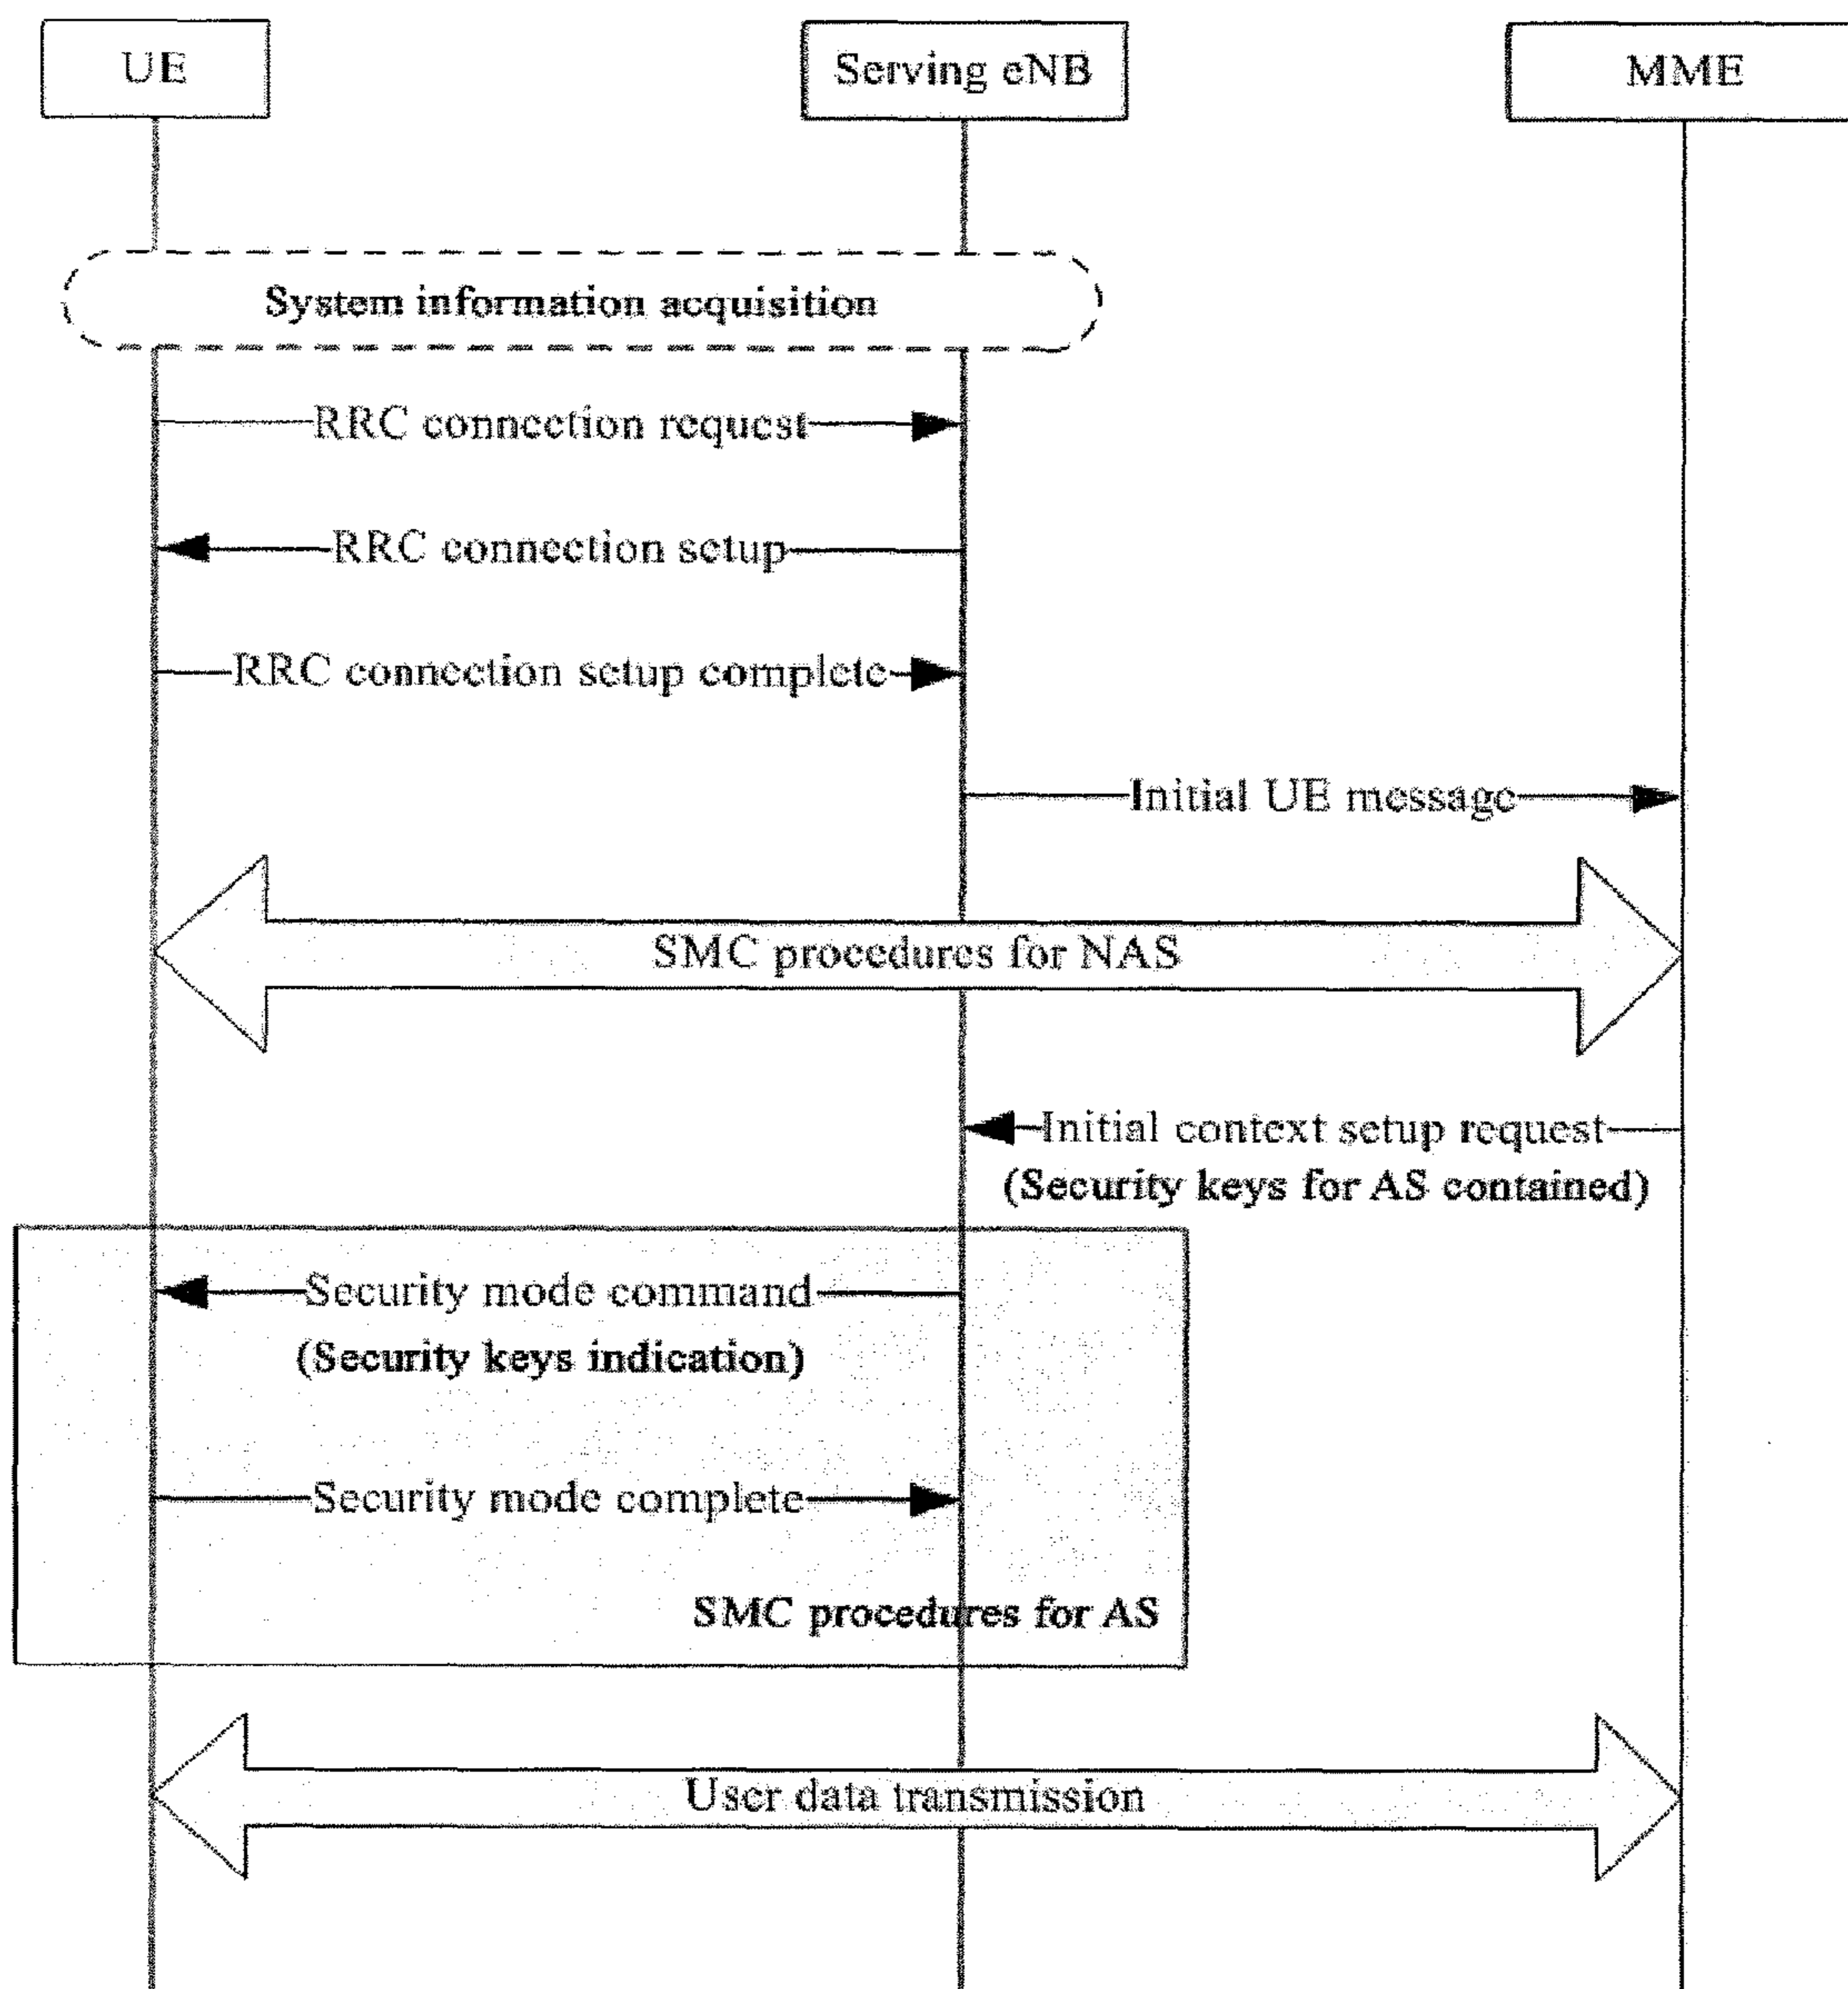 UE
Serving eNB
MME
System information acquisition
RRC connection request
RRC connection setup
RRC connection setup complete
Initial UE message
SMC procedures for NAS
Initial context setup request
(Security keys for AS contained)
Security mode command
(Security keys indication)
Security mode complete
SMC procedures for AS
User data transmission